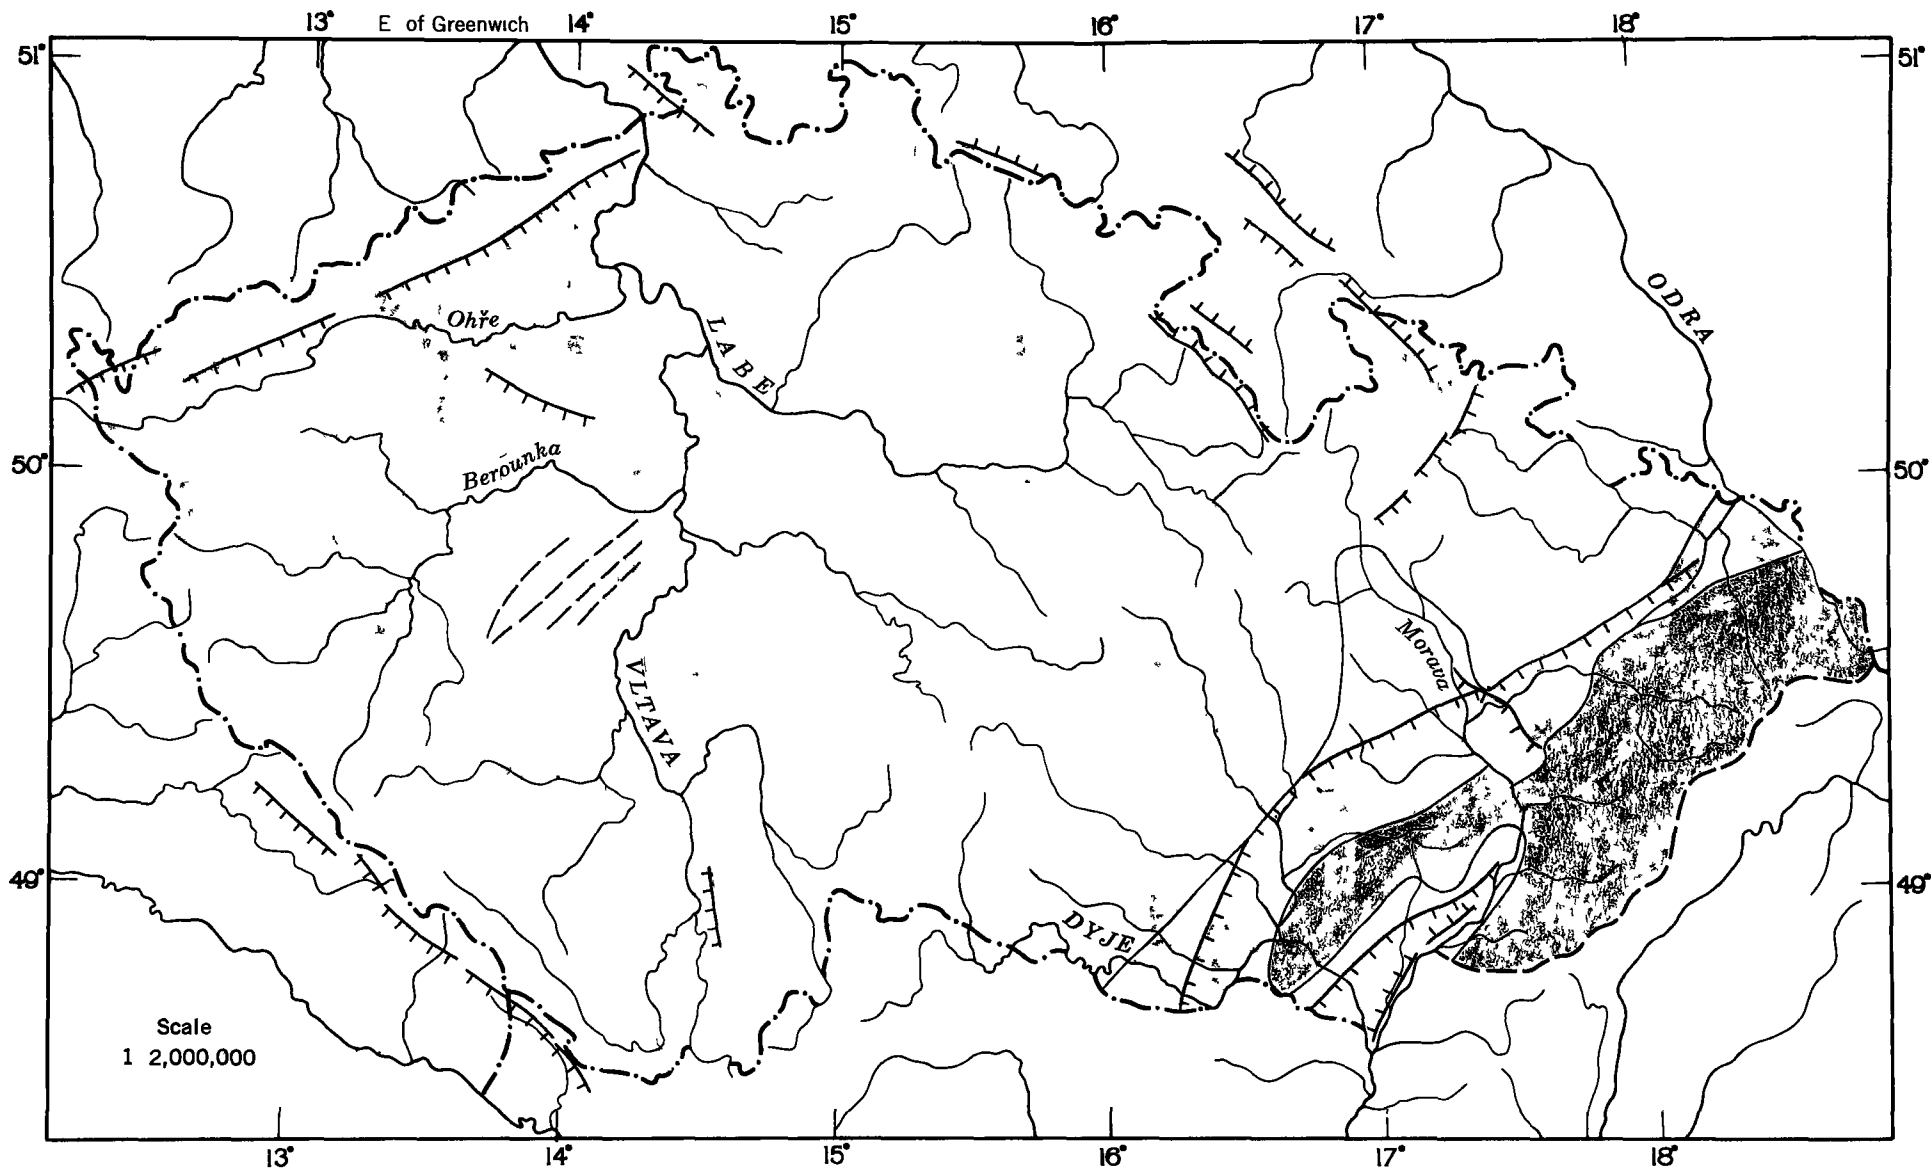 13° E of Greenwich 14° 15° 16° 17° 18°
51° 51°
ODRA
Ohře
LABE
Berounka
50° 50°
Morava
VLTAVA
49° 49°
DYJE
Scale
1 2,000,000
13° 14° 15° 16° 17° 18°